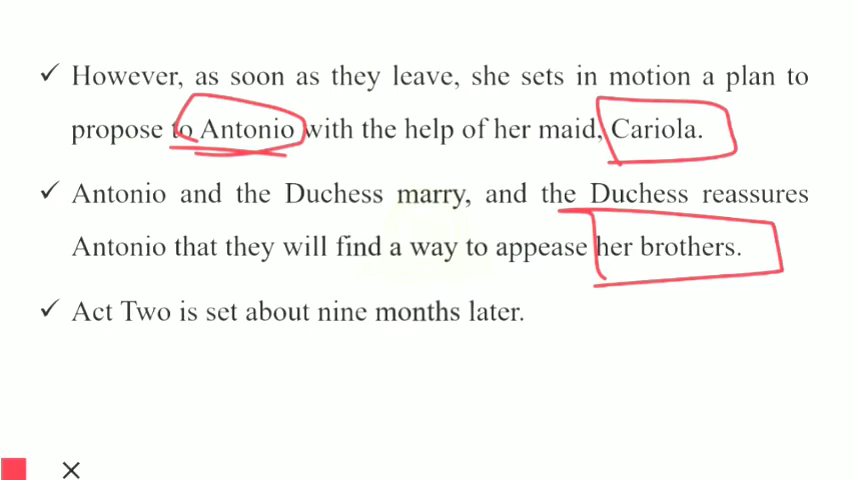 ✓ However, as soon as they leave, she sets in motion a plan to
propose to Antonio with the help of her maid, Cariola.
✓ Antonio and the Duchess marry, and the Duchess reassures
Antonio that they will find a way to appease her brothers.
✓ Act Two is set about nine months later.